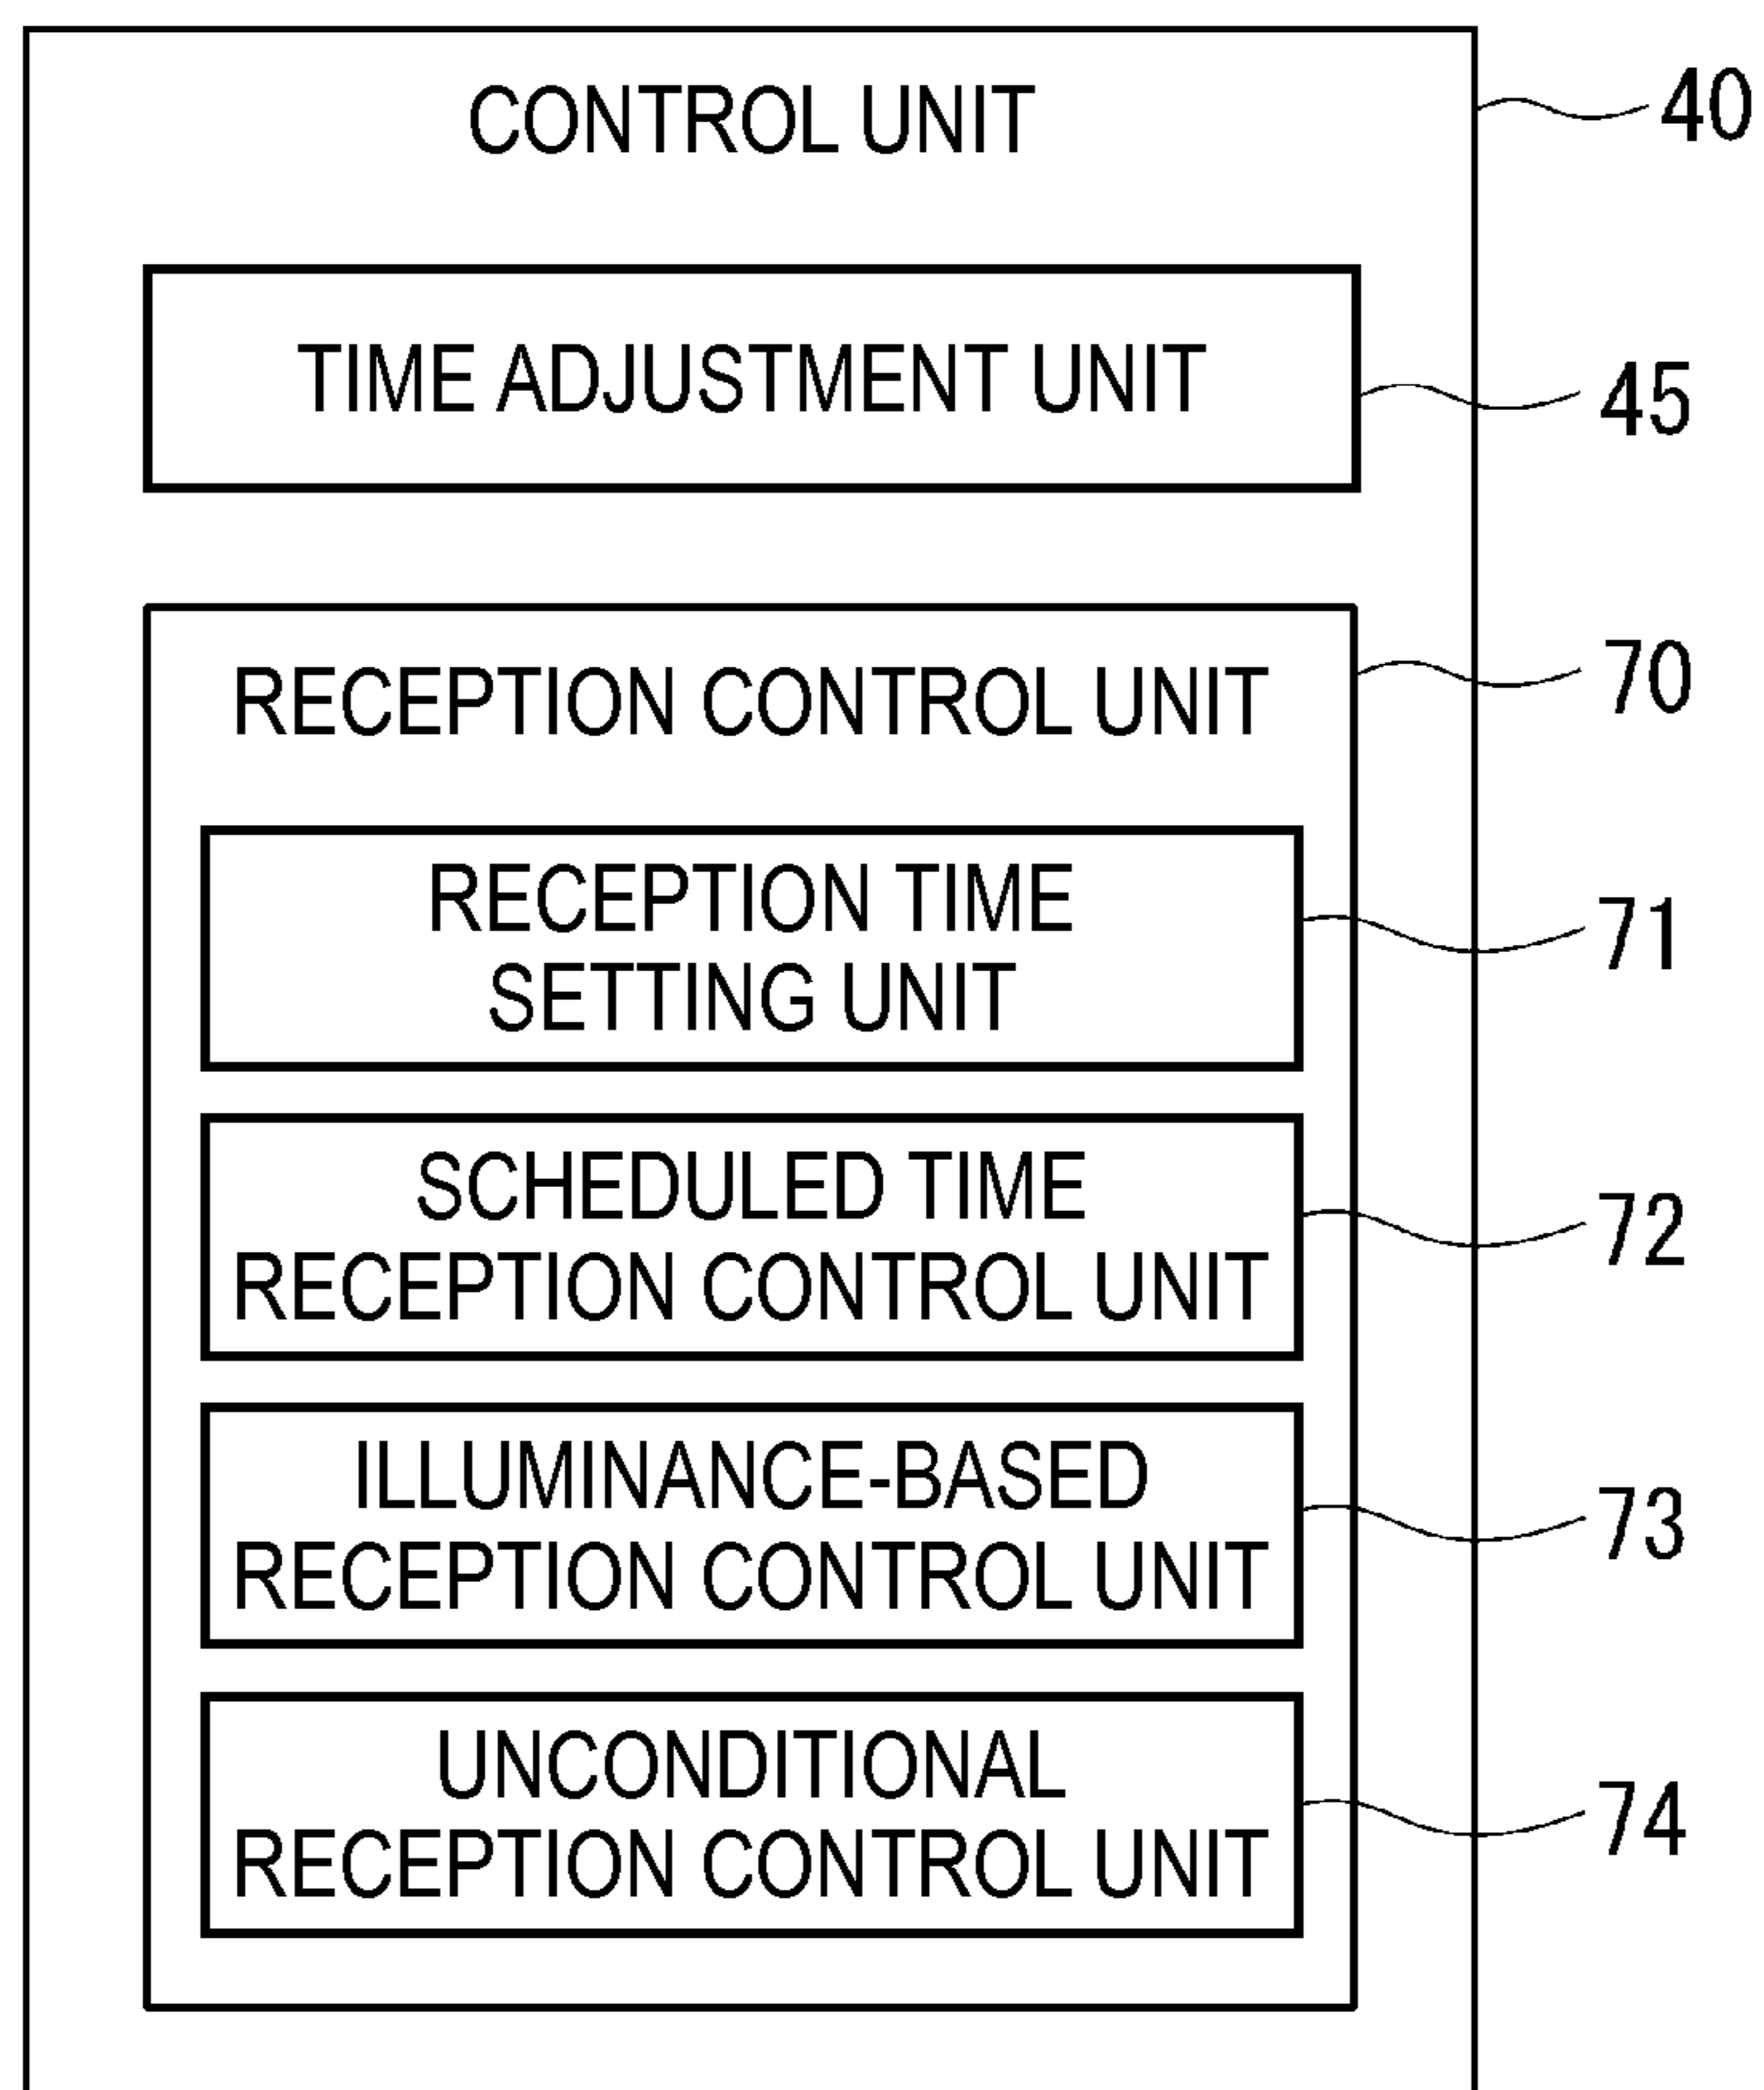 CONTROL UNIT
40
TIME ADJUSTMENT UNIT
45
RECEPTION CONTROL UNIT
70
RECEPTION TIME
SETTING UNIT
71
SCHEDULED TIME
RECEPTION CONTROL UNIT
72
ILLUMINANCE-BASED
RECEPTION CONTROL UNIT
73
UNCONDITIONAL
RECEPTION CONTROL UNIT
74